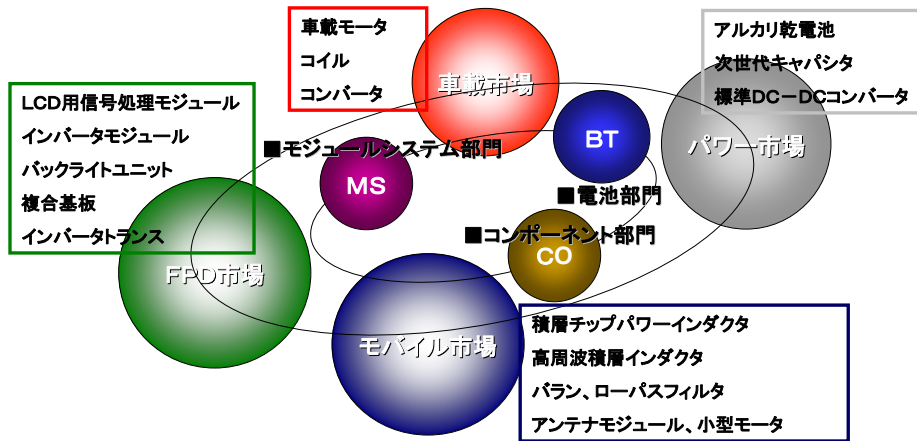 車載モータ
コイル
コンバータ
車載市場
アルカリ乾電池
次世代キャパシタ
標準DC－DCコンバータ
パワー市場
LCD用信号処理モジュール
インバータモジュール
バックライトユニット
複合基板
インバータトランス
FPD市場
■モジュールシステム部門
MS
BT
■電池部門
■コンポーネント部門
CO
モバイル市場
積層チップパワーインダクタ
高周波積層インダクタ
バラン、ローパスフィルタ
アンテナモジュール、小型モータ